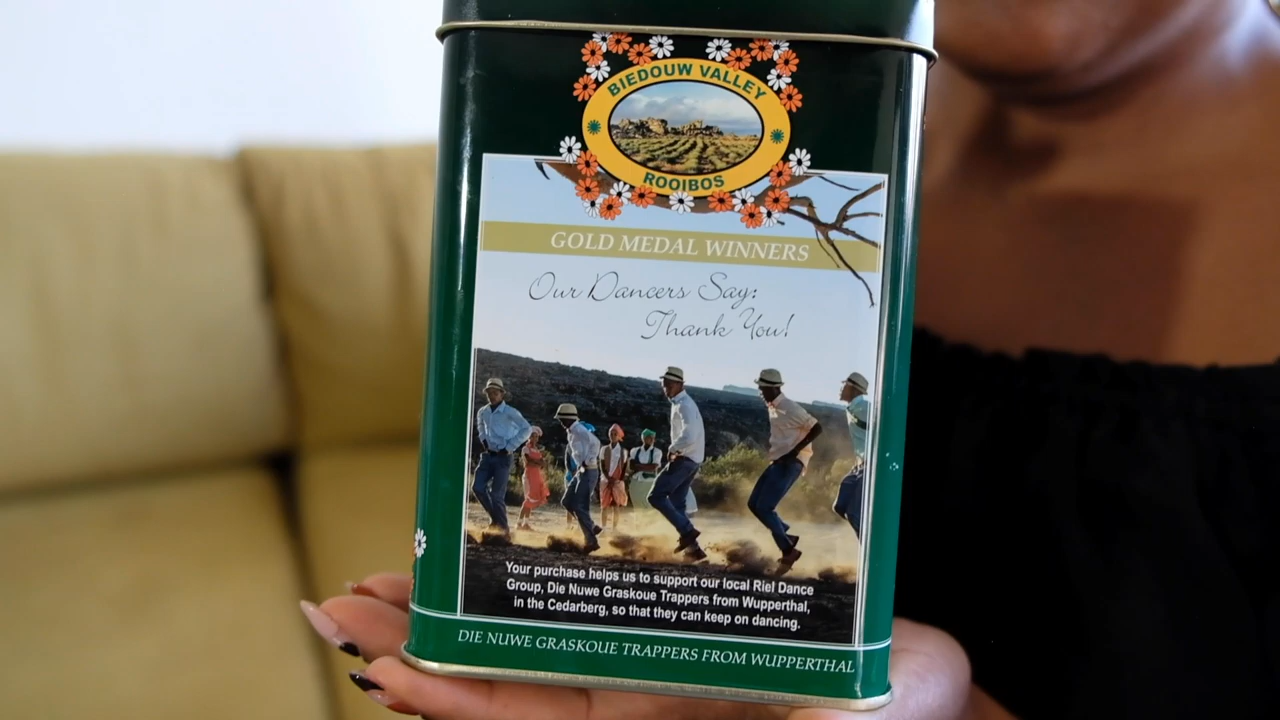 BIEDOUW VALLEY
ROOIBOS
GOLD MEDAL WINNERS
Our Dancers Say:
Thank You!
Your purchase helps us to support our local Riel Dance
Group, Die Nuwe Graskoue Trappers from Wupperthal,
in the Cedarberg, so that they can keep on dancing.
DIE NUWE GRASKOUE TRAPPERS FROM WUPPERTHAL